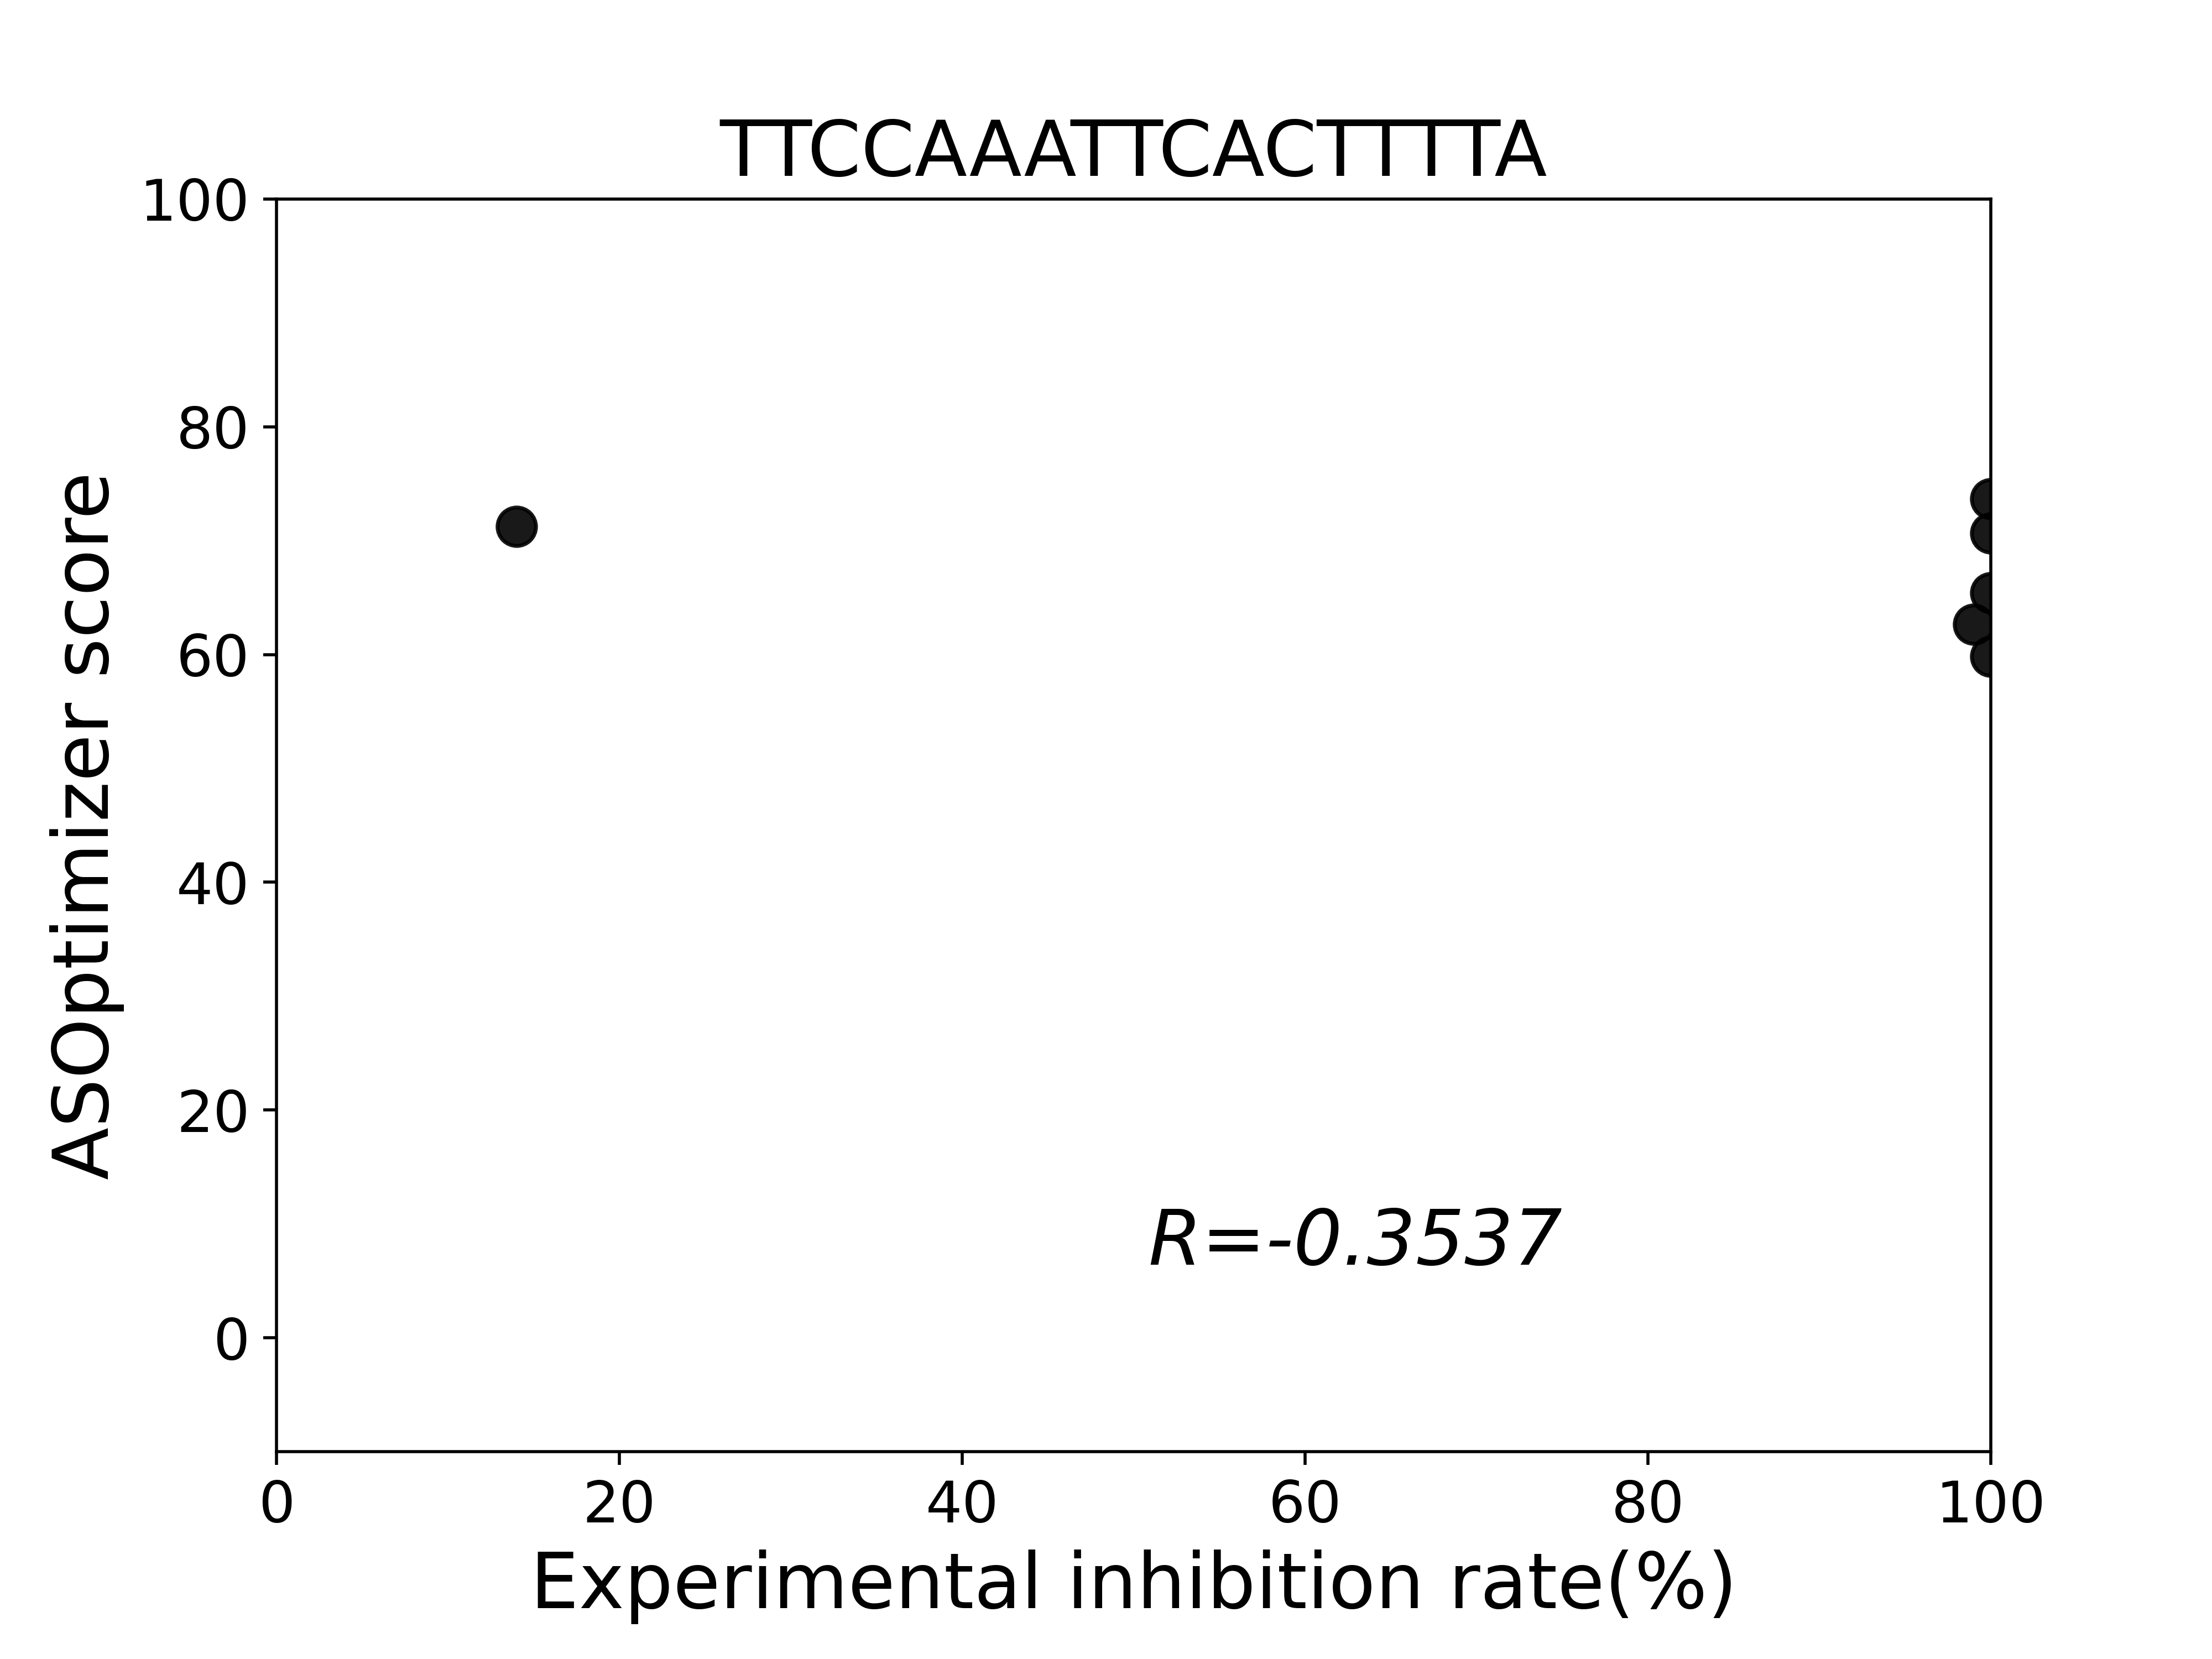 TTCCAAATTCACTTTTA
100
80
60
40
20
0
ASOptimizer score
R=-0.3537
0 20 40 60 80 100
Experimental inhibition rate(%)